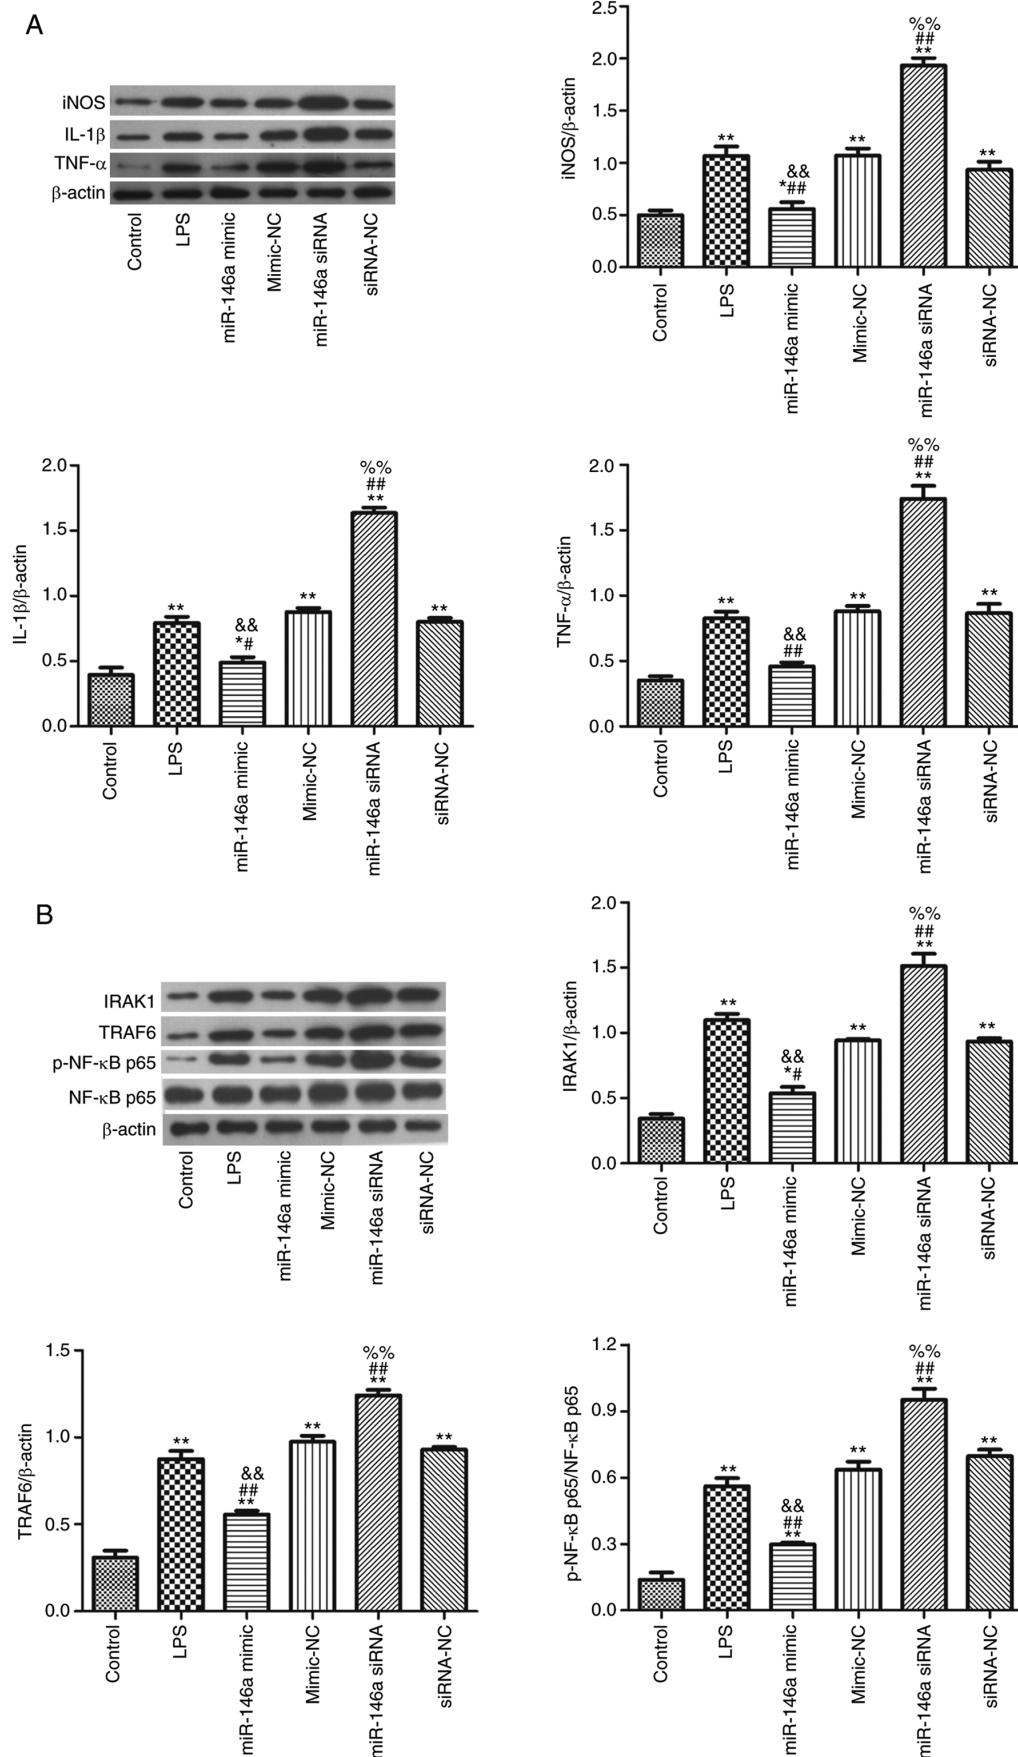 A
iNOS
IL-1β
TNF-α
β-actin
Control
LPS
miR-146a mimic
Mimic-NC
miR-146a siRNA
siRNA-NC
iNOS/β-actin
2.5
2.0
1.5
1.0
0.5
0.0
**
&&
*##
**
%%
##
**
**
Control
LPS
miR-146a mimic
Mimic-NC
miR-146a siRNA
siRNA-NC
IL-1β/β-actin
2.0
1.5
1.0
0.5
0.0
**
&&
*#
**
%%
##
**
**
Control
LPS
miR-146a mimic
Mimic-NC
miR-146a siRNA
siRNA-NC
TNF-α/β-actin
2.0
1.5
1.0
0.5
0.0
**
&&
##
**
%%
##
**
**
Control
LPS
miR-146a mimic
Mimic-NC
miR-146a siRNA
siRNA-NC
B
IRAK1
TRAF6
p-NF-κB p65
NF-κB p65
β-actin
Control
LPS
miR-146a mimic
Mimic-NC
miR-146a siRNA
siRNA-NC
IRAK1/β-actin
2.0
1.5
1.0
0.5
0.0
**
&&
*#
**
%%
##
**
**
Control
LPS
miR-146a mimic
Mimic-NC
miR-146a siRNA
siRNA-NC
TRAF6/β-actin
1.5
1.0
0.5
0.0
**
&&
##
**
**
%%
##
**
**
Control
LPS
miR-146a mimic
Mimic-NC
miR-146a siRNA
siRNA-NC
p-NF-κB p65/NF-κB p65
1.2
0.9
0.6
0.3
0.0
**
&&
##
**
**
%%
##
**
**
Control
LPS
miR-146a mimic
Mimic-NC
miR-146a siRNA
siRNA-NC